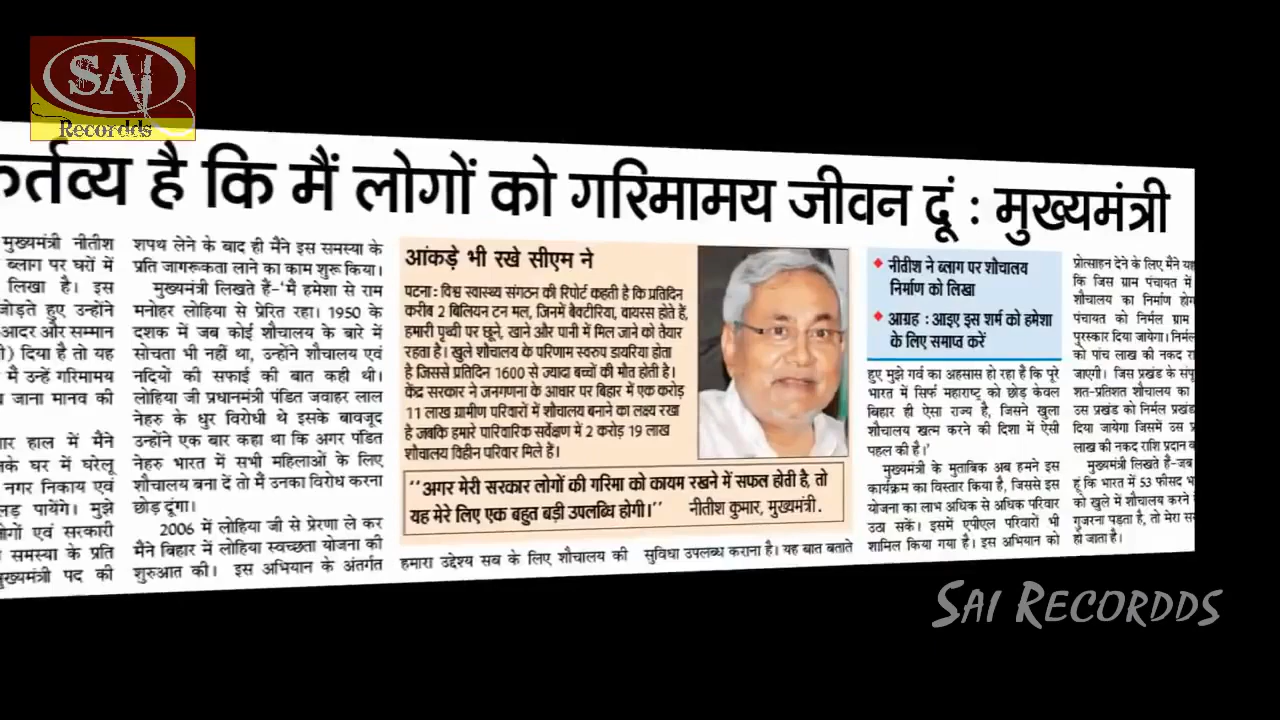 SAI
Recordds
कर्तव्य है कि मैं लोगों को गरिमामय जीवन दूं : मुख्यमंत्री
मुख्यमंत्री नीतीश
ब्लाग पर घरों में
लिखा है। इस
जोड़ते हुए उन्होंने
आदर और सम्मान
) दिया है तो यह
मै उन्हें गरिमामय
जाना मानव की
हाल में मैंने
के घर में घरेलू
नगर निकाय एवं
पायेंगे। मुझे
एवं सरकारी
समस्या के प्रति
मुख्यमंत्री पद की
शपथ लेने के बाद ही मैंने इस समस्या के
प्रति जागरूकता लाने का काम शुरू किया।
मुख्यमंत्री लिखते हैं-'मैं हमेशा से राम
मनोहर लोहिया से प्रेरित रहा। 1950 के
दशक में जब कोई शौचालय के बारे में
सोचता भी नहीं था, उन्होंने शौचालय एवं
नदियों की सफाई की बात कही थी।
लोहिया जी प्रधानमंत्री पंडित जवाहर लाल
नेहरु के धुर विरोधी थे इसके बावजूद
उन्होंने एक बार कहा था कि अगर पंडित
नेहरु भारत में सभी महिलाओं के लिए
शौचालय बना दें तो मैं उनका विरोध करना
छोड़ दूंगा।
2006 में लोहिया जी से प्रेरणा ले कर
मैंने बिहार में लोहिया स्वच्छता योजना की
शुरुआत की। इस अभियान के अंतर्गत
आंकड़े भी रखे सीएम ने
पटना : विश्व स्वास्थ्य संगठन की रिपोर्ट कहती है कि प्रतिदिन
करीब 2 बिलियन टन मल, जिनमें बैक्टीरिया, वायरस होते हैं,
हमारी पृथ्वी पर छूने, खाने और पानी में मिल जाने को तैयार
रहता है। खुले शौचालय के परिणाम स्वरुप डायरिया होता
है जिससे प्रतिदिन 1600 से ज्यादा बच्चों की मौत होती है।
केंद्र सरकार ने जनगणना के आधार पर बिहार में एक करोड़
11 लाख ग्रामीण परिवारों में शौचालय बनाने का लक्ष्य रखा
है जबकि हमारे पारिवारिक सर्वेक्षण में 2 करोड़ 19 लाख
शौचालय विहीन परिवार मिले हैं।
‘‘अगर मेरी सरकार लोगों की गरिमा को कायम रखने में सफल होती है, तो
यह मेरे लिए एक बहुत बड़ी उपलब्धि होगी।’’ नीतीश कुमार, मुख्यमंत्री.
हमारा उद्देश्य सब के लिए शौचालय की
सुविधा उपलब्ध कराना है। यह बात बताते
नीतीश ने ब्लाग पर शौचालय
निर्माण को लिखा
आग्रह : आइए इस शर्म को हमेशा
के लिए समाप्त करें
हुए मुझे गर्व का अहसास हो रहा है कि पूरे
भारत में सिर्फ महाराष्ट्र को छोड़ केवल
बिहार ही ऐसा राज्य है, जिसने खुला
शौचालय खत्म करने की दिशा में ऐसी
पहल की है।'
मुख्यमंत्री के मुताबिक अब हमने इस
कार्यक्रम का विस्तार किया है, जिससे इस
योजना का लाभ अधिक से अधिक परिवार
उठा सकें। इसमें एपीएल परिवारों भी
शामिल किया गया है। इस अभियान को
प्रोत्साहन देने के लिए मैंने
कि जिस ग्राम पंचायत में
शौचालय का निर्माण
पंचायत को निर्मल ग्राम
पुरस्कार दिया जायेगा।
को पांच लाख की नकद
जाएगी। जिस प्रखंड के
शत-प्रतिशत शौचालय का
उस प्रखंड को निर्मल प्रखंड
दिया जायेगा जिसमें उस
लाख की नकद राशि प्रदान
मुख्यमंत्री लिखते हैं-जब
हूं कि भारत में 53 फीसद
को खुले में शौचालय करने
गुजरना पड़ता है, तो मेरा
हो जाता है।
SAI RECORDDS